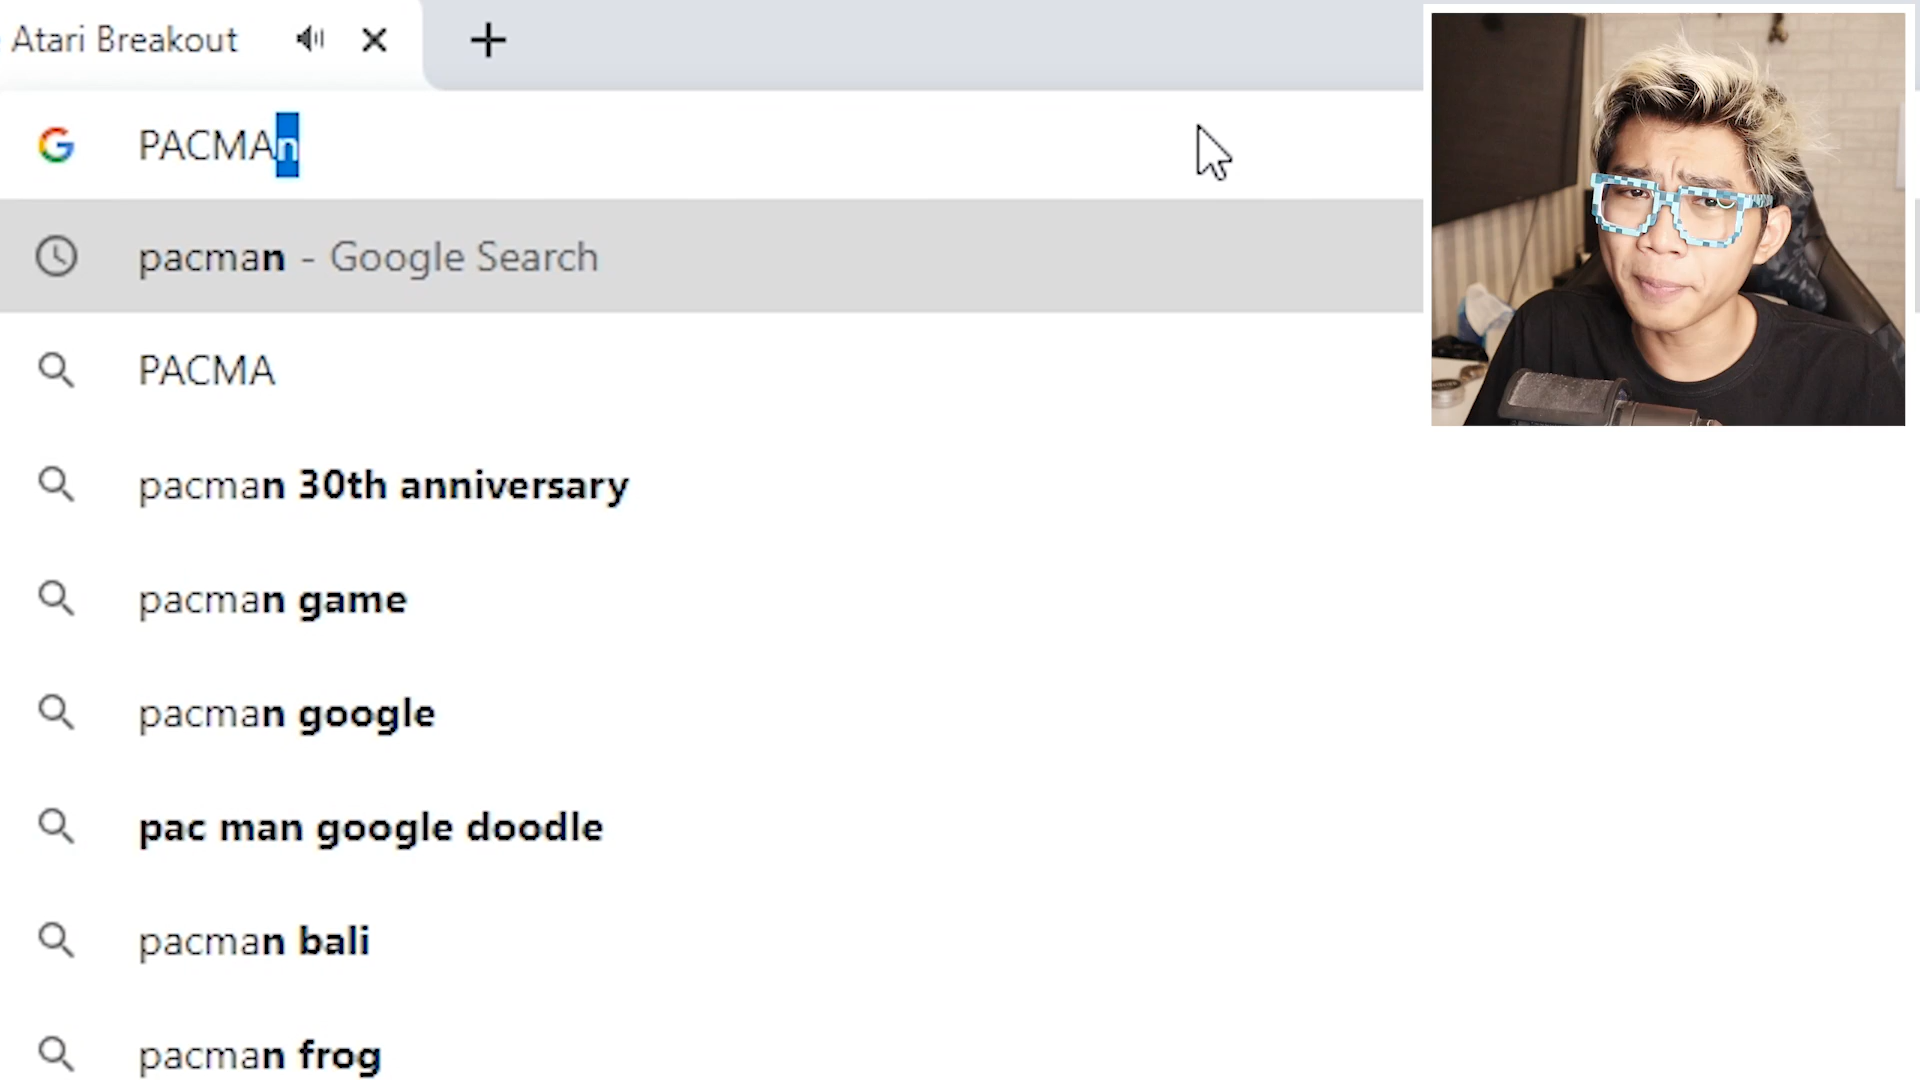 Atari Breakout
PACMAn
pacman - Google Search
PACMA
pacman 30th anniversary
pacman game
pacman google
pac man google doodle
pacman bali
pacman frog